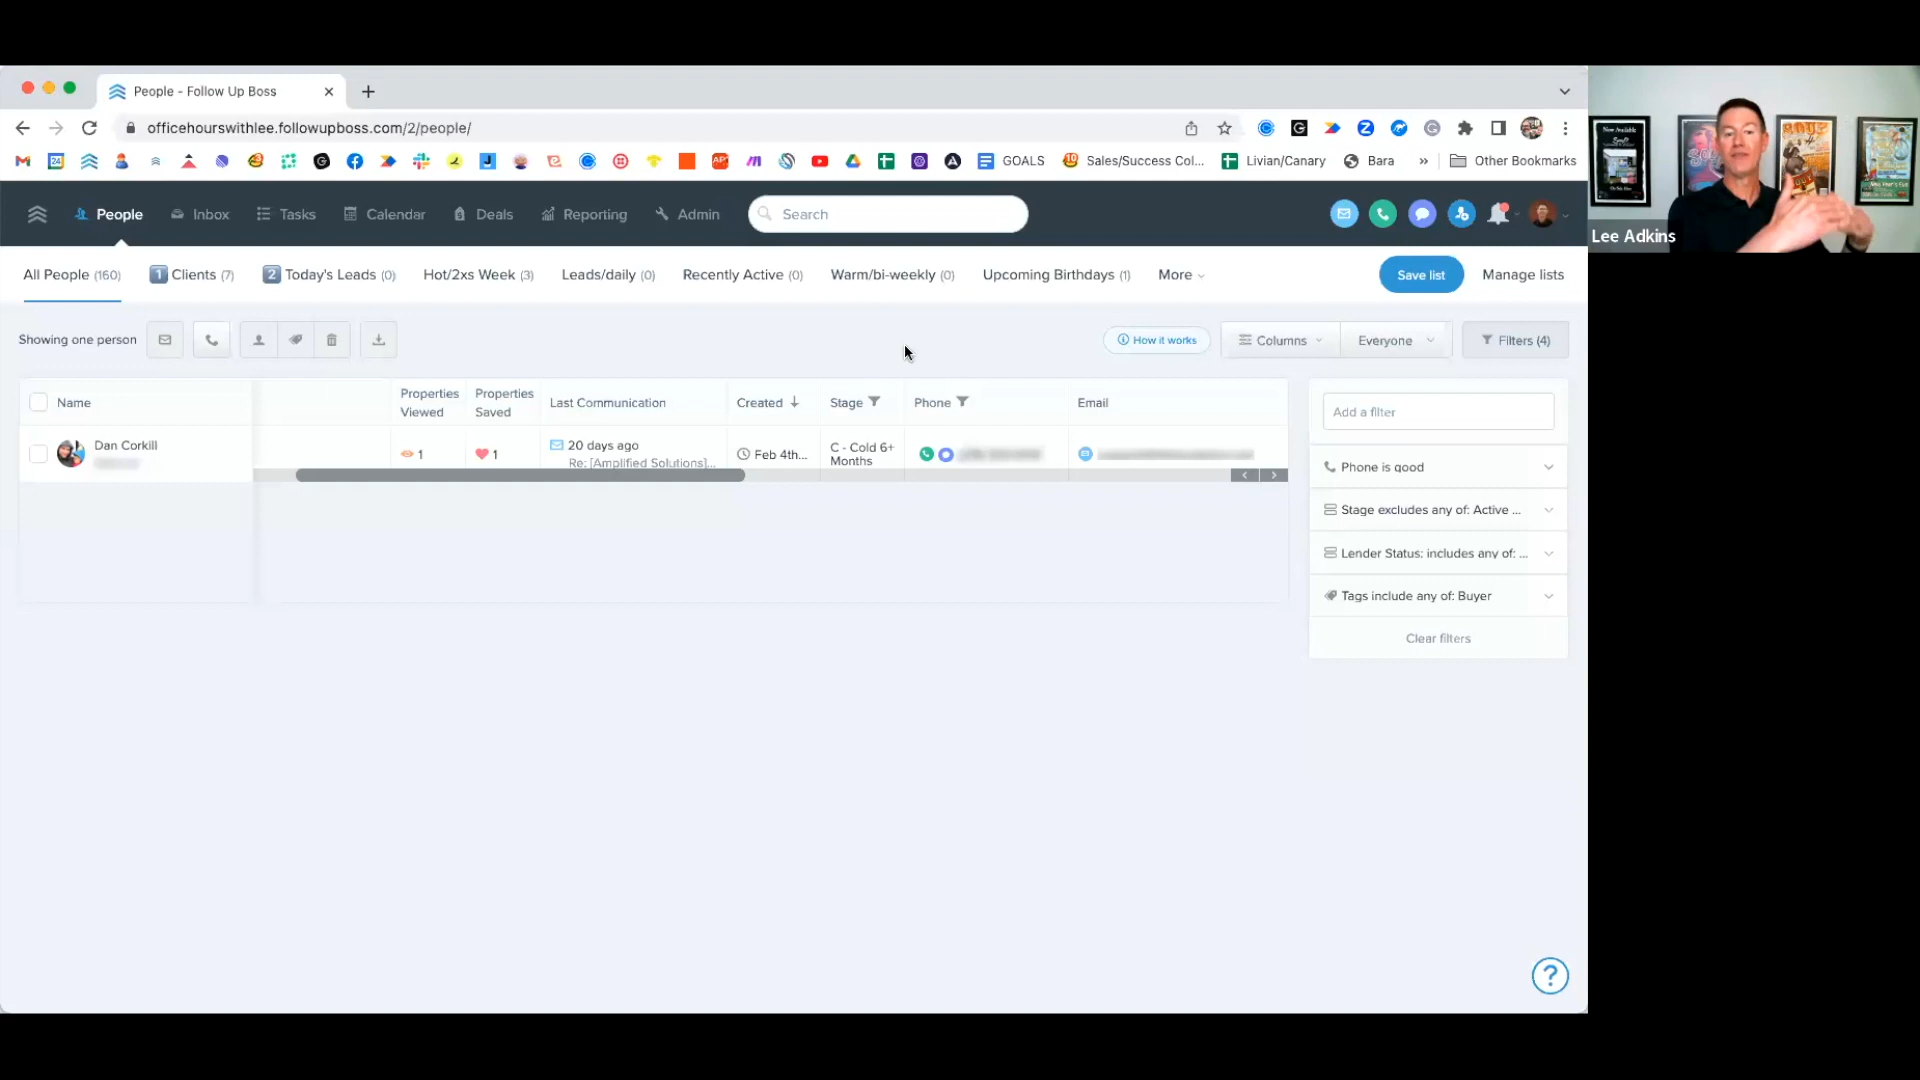 People - Follow Up Boss
officehourswithlee.followupboss.com/2/people/
24
GOALS
Sales/Success Col...
Livian/Canary
Bara
»
Other Bookmarks
People
Inbox
Tasks
Calendar
Deals
Reporting
Admin
Search
Lee Adkins
All People (160)
1 Clients (7)
2 Today's Leads (0)
Hot/2xs Week (3)
Leads/daily (0)
Recently Active (0)
Warm/bi-weekly (0)
Upcoming Birthdays (1)
More
Save list
Manage lists
Showing one person
How it works
Columns
Everyone
Filters (4)
Name
Properties
Viewed
Properties
Saved
Last Communication
Created
Stage
Phone
Email
Dan Corkill
1
1
20 days ago
Re: [Amplified Solutions]...
Feb 4th...
C - Cold 6+
Months
Add a filter
Phone is good
Stage excludes any of: Active ...
Lender Status: includes any of: ...
Tags include any of: Buyer
Clear filters
?